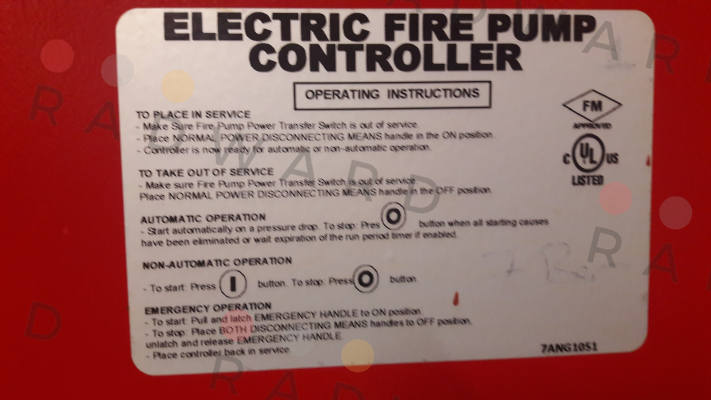 ELECTRIC FIRE PUMP
CONTROLLER
OPERATING INSTRUCTIONS
FM
APPROVED
C UL US
LISTED
TO PLACE IN SERVICE
- Make Sure Fire Pump Power Transfer Switch is out of service.
- Place NORMAL POWER DISCONNECTING MEANS handle in the ON position.
- Controller is now ready for automatic or non-automatic operation.
TO TAKE OUT OF SERVICE
- Make sure Fire Pump Power Transfer Switch is out of service
Place NORMAL POWER DISCONNECTING MEANS handle in the OFF position.
AUTOMATIC OPERATION
- Start automatically on a pressure drop. To stop: Press O button when all starting causes
have been eliminated or wait expiration of the run period timer if enabled.
NON-AUTOMATIC OPERATION
- To start: Press I button. To stop: Press O button.
EMERGENCY OPERATION
- To start: Pull and latch EMERGENCY HANDLE to ON position.
- To stop: Place BOTH DISCONNECTING MEANS handles to OFF position,
unlatch and release EMERGENCY HANDLE.
- Place controller back in service.
7ANG1051
RADWARD
RADWARD
RA
D
RADWARD